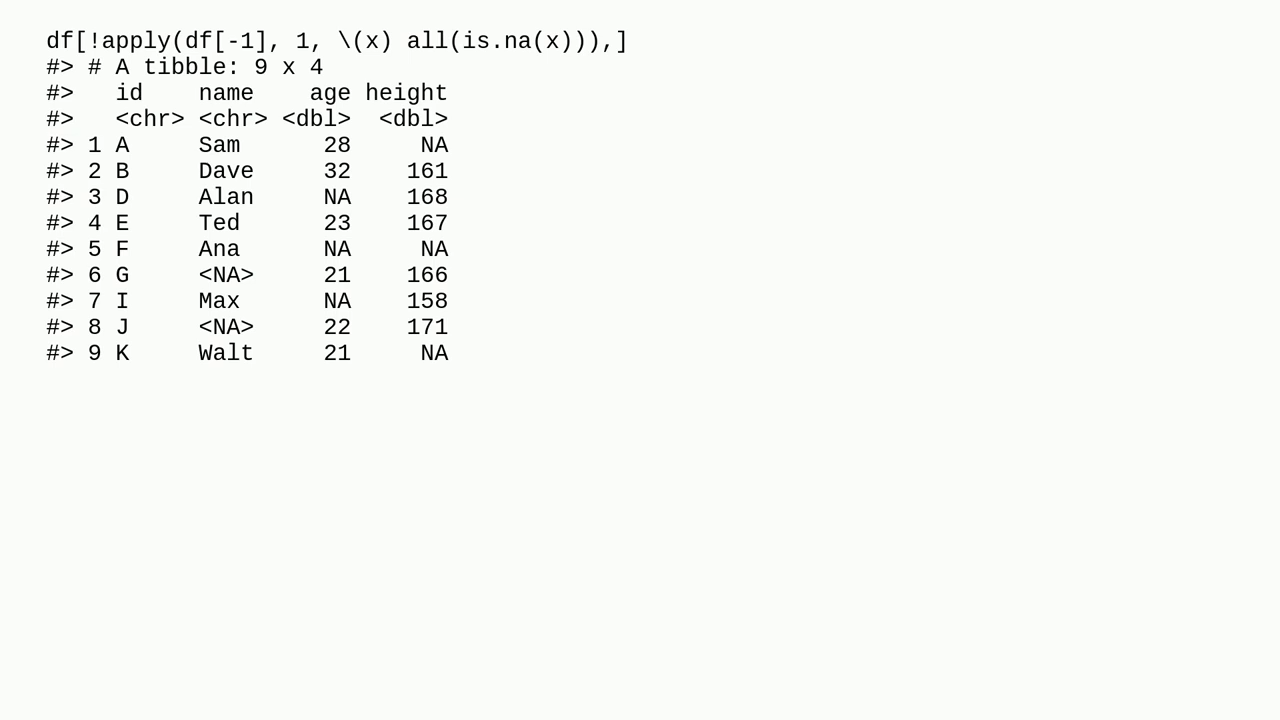 df[!apply(df[-1], 1, \(x) all(is.na(x))),]
#> # A tibble: 9 x 4
#>   id    name    age height
#>   <chr> <chr> <dbl>  <dbl>
#> 1 A     Sam      28     NA
#> 2 B     Dave     32    161
#> 3 D     Alan     NA    168
#> 4 E     Ted      23    167
#> 5 F     Ana      NA     NA
#> 6 G     <NA>     21    166
#> 7 I     Max      NA    158
#> 8 J     <NA>     22    171
#> 9 K     Walt     21     NA